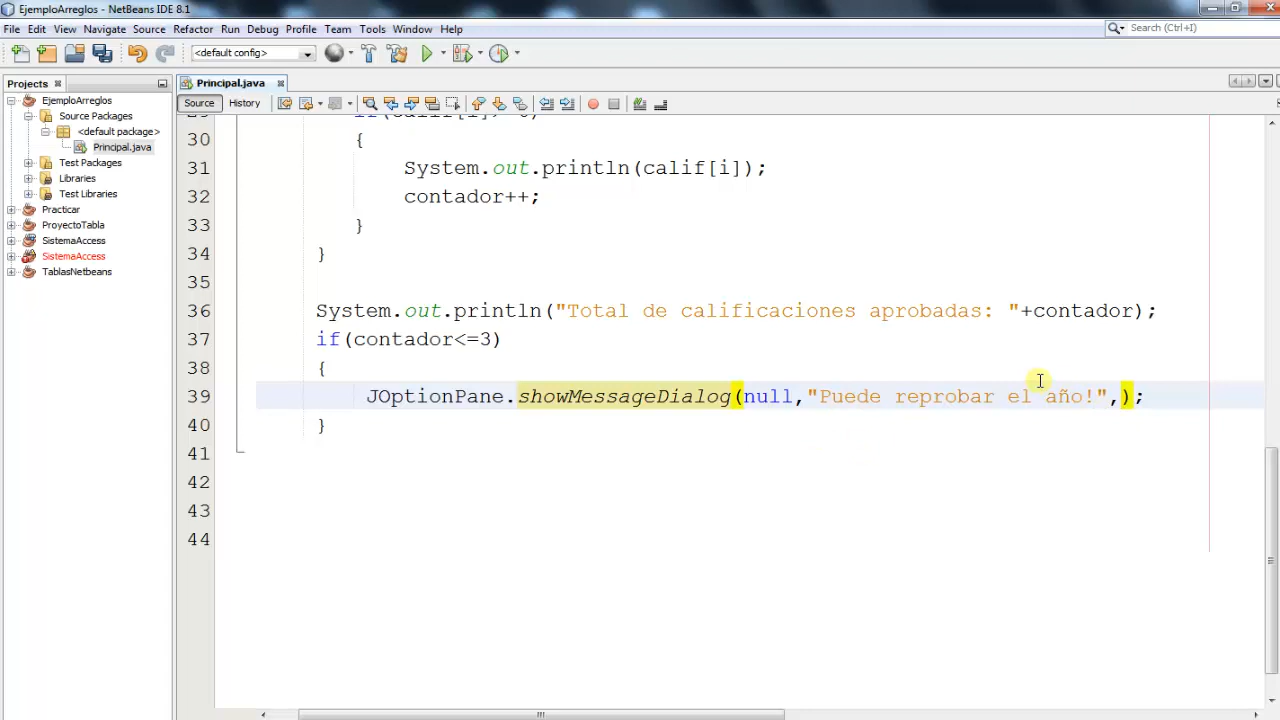 EjemploArreglos - NetBeans IDE 8.1
File Edit View Navigate Source Refactor Run Debug Profile Team Tools Window Help
Search (Ctrl+I)
<default config>
Projects
Principal.java
EjemploArreglos
Source Packages
<default package>
Principal.java
Test Packages
Libraries
Test Libraries
Practicar
ProyectoTabla
SistemaAccess
SistemaAccess
TablasNetbeans
Source History
30 {
31 System.out.println(calif[i]);
32 contador++;
33 }
34 }
35
36 System.out.println("Total de calificaciones aprobadas: "+contador);
37 if(contador<=3)
38 {
39 JOptionPane.showMessageDialog(null,"Puede reprobar el año!",);
40 }
41
42
43
44